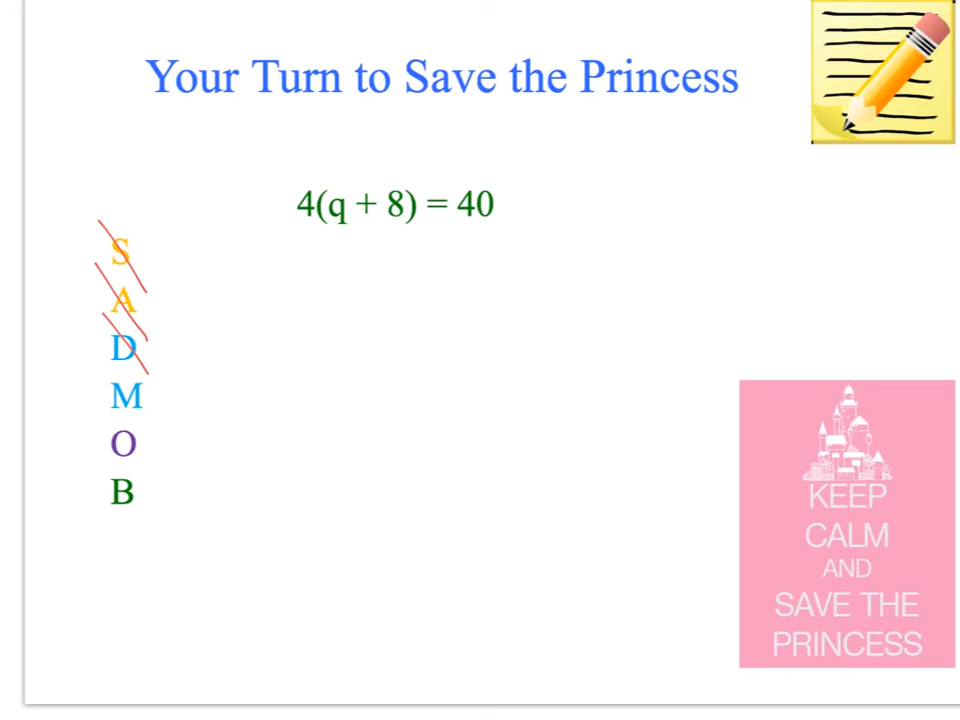 Your Turn to Save the Princess
4(q + 8) = 40
S
A
D
M
O
B
KEEP
CALM
AND
SAVE THE
PRINCESS